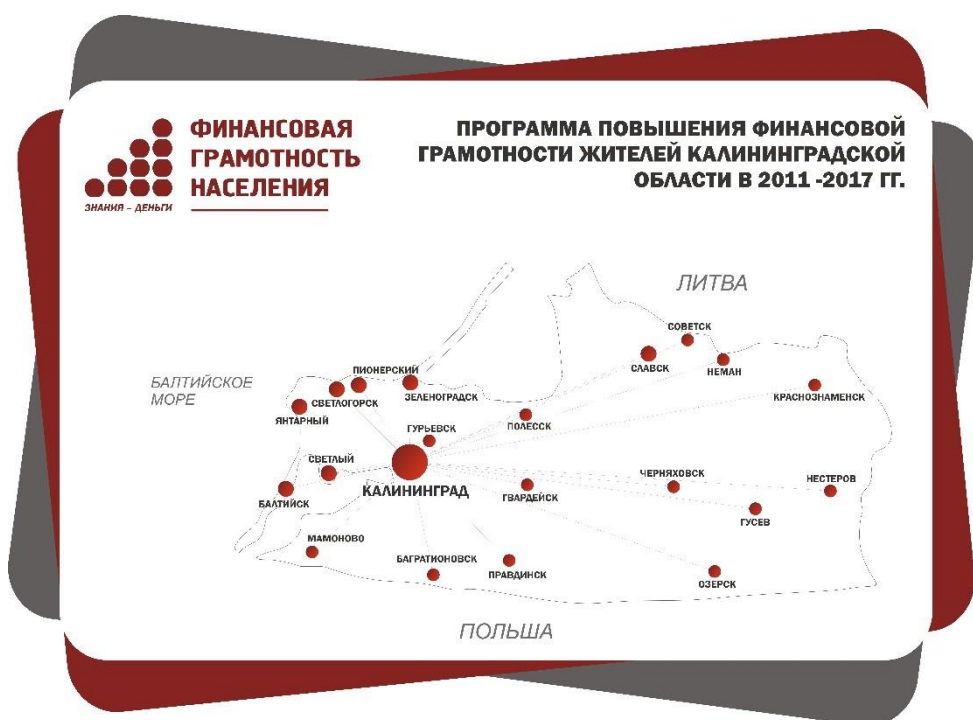 ФИНАНСОВАЯ
ГРАМОТНОСТЬ
НАСЕЛЕНИЯ
ЗНАНИЯ – ДЕНЬГИ
ПРОГРАММА ПОВЫШЕНИЯ ФИНАНСОВОЙ
ГРАМОТНОСТИ ЖИТЕЛЕЙ КАЛИНИНГРАДСКОЙ
ОБЛАСТИ В 2011 -2017 ГГ.
ЛИТВА
СОВЕТСК
СЛАВСК
НЕМАН
ПИОНЕРСКИЙ
БАЛТИЙСКОЕ
МОРЕ
СВЕТЛОГОРСК
ЗЕЛЕНОГРАДСК
КРАСНОЗНАМЕНСК
ЯНТАРНЫЙ
ГУРЬЕВСК
ПОЛЕССК
СВЕТЛЫЙ
ЧЕРНЯХОВСК
НЕСТЕРОВ
КАЛИНИНГРАД
ГВАРДЕЙСК
БАЛТИЙСК
ГУСЕВ
МАМОНОВО
БАГРАТИОНОВСК
ПРАВДИНСК
ОЗЕРСК
ПОЛЬША